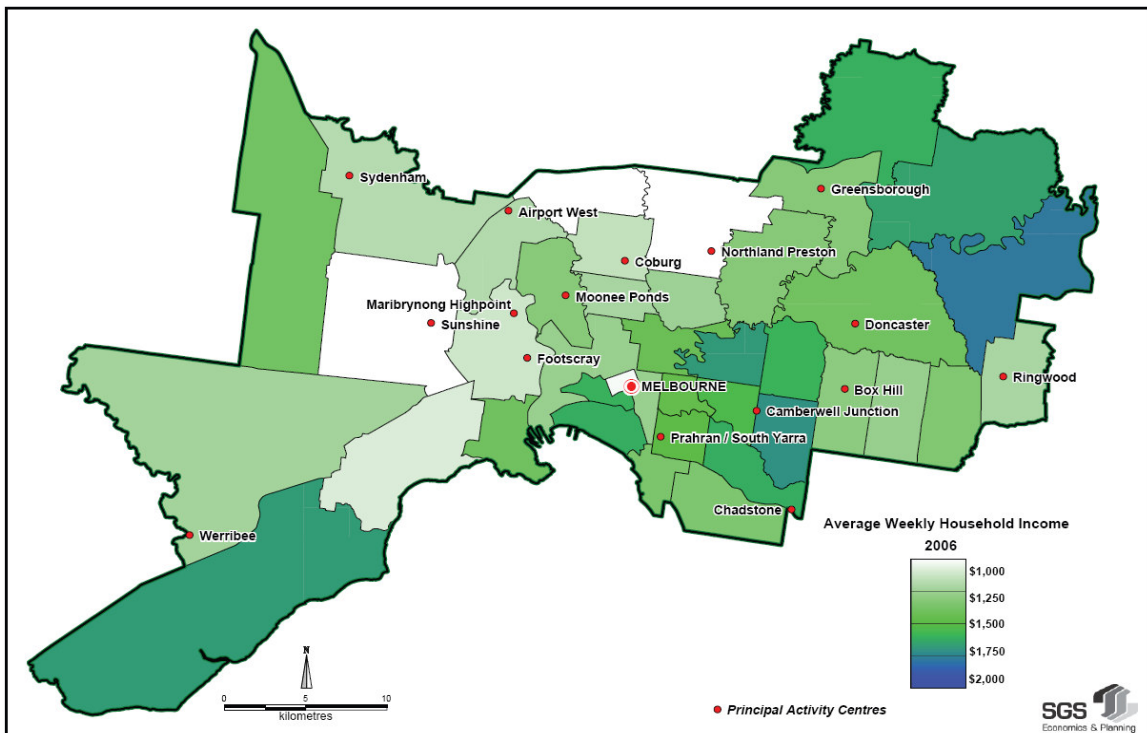 Sydenham
Airport West
Greensborough
Northland Preston
Coburg
Moonee Ponds
Maribrynong Highpoint
Sunshine
Doncaster
Footscray
Ringwood
MELBOURNE
Box Hill
Camberwell Junction
Prahran / South Yarra
Chadstone
Werribee
Average Weekly Household Income
2006
$1,000
$1,250
$1,500
$1,750
$2,000
N
0 5 10
kilometres
Principal Activity Centres
SGS
Economics & Planning